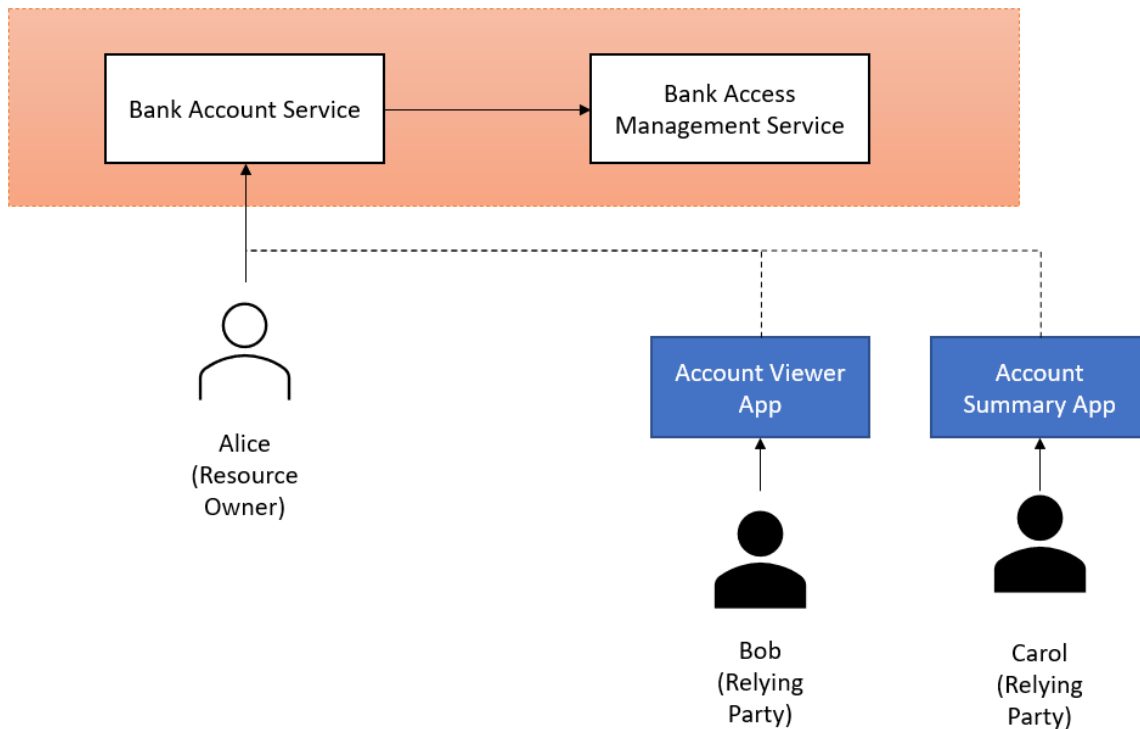 Bank Account Service
Bank Access
Management Service
Account Viewer
App
Account
Summary App
Alice
(Resource
Owner)
Bob
(Relying
Party)
Carol
(Relying
Party)